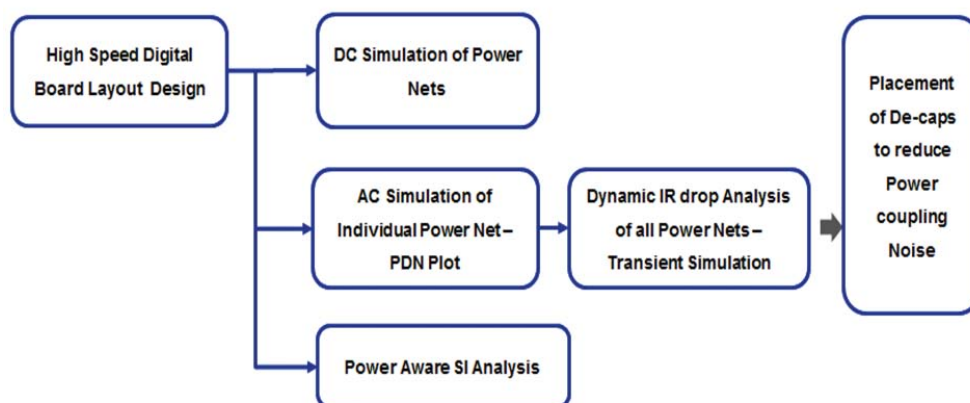 High Speed Digital
Board Layout Design
DC Simulation of Power
Nets
AC Simulation of
Individual Power Net–
PDN Plot
Dynamic IR drop Analysis
of all Power Nets–
Transient Simulation
Placement
of De-caps
to reduce
Power
coupling
Noise
Power Aware SI Analysis